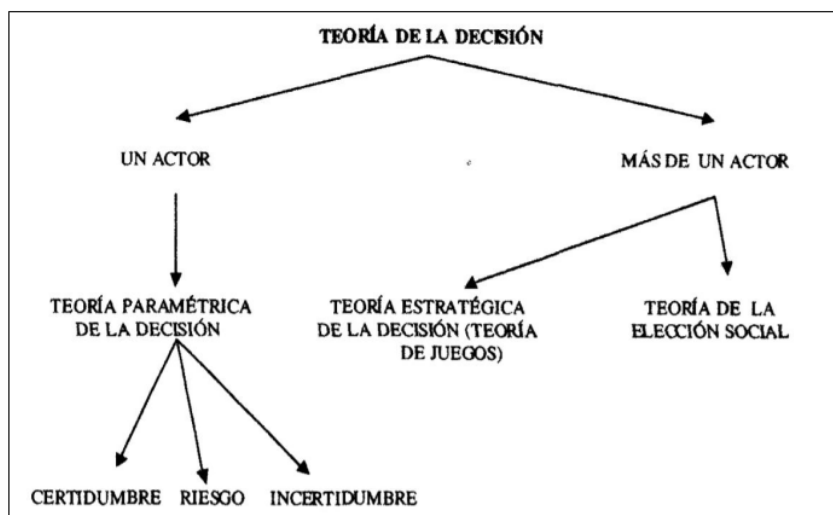 TEORÍA DE LA DECISIÓN
UN ACTOR
MÁS DE UN ACTOR
TEORÍA PARAMÉTRICA
DE LA DECISIÓN
TEORÍA ESTRATÉGICA
DE LA DECISIÓN (TEORÍA
DE JUEGOS)
TEORÍA DE LA
ELECCIÓN SOCIAL
CERTIDUMBRE RIESGO INCERTIDUMBRE